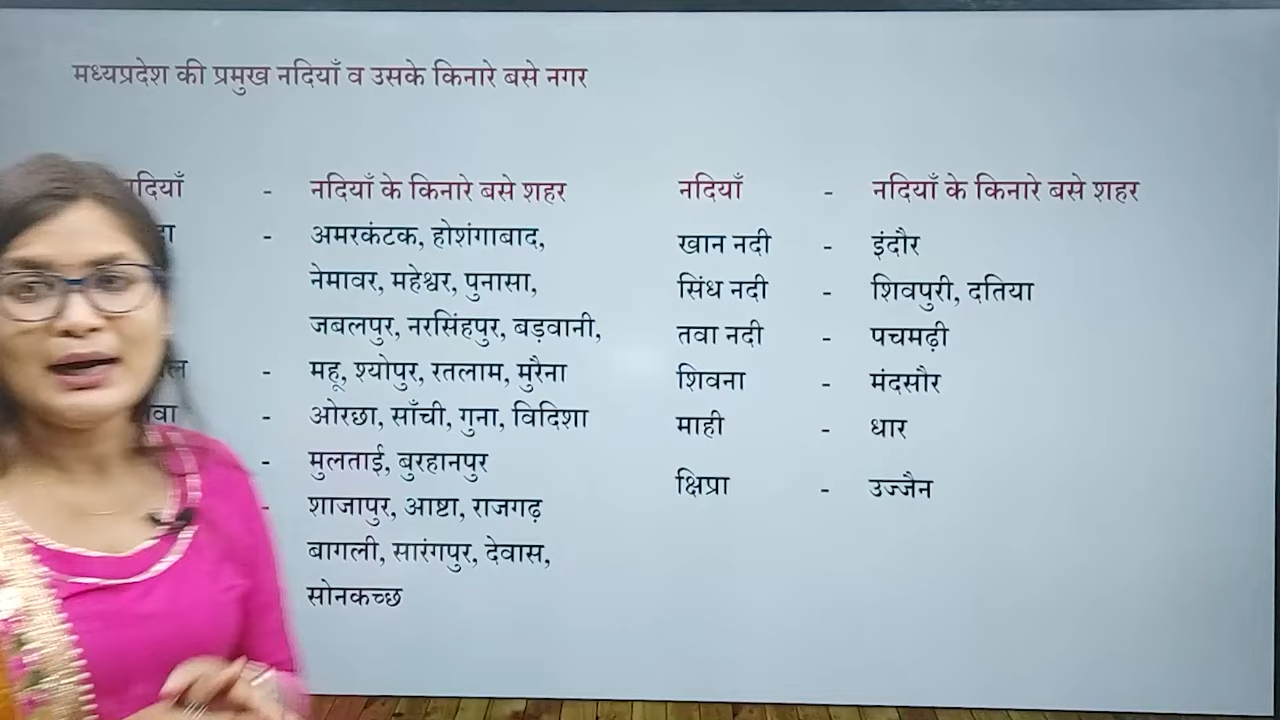 मध्यप्रदेश की प्रमुख नदियाँ व उसके किनारे बसे नगर
- नदियाँ के किनारे बसे शहर
- अमरकंटक, होशंगाबाद,
नेमावर, महेश्वर, पुनासा,
जबलपुर, नरसिंहपुर, बड़वानी,
- महू, श्योपुर, रतलाम, मुरैना
- ओरछा, साँची, गुना, विदिशा
- मुलताई, बुरहानपुर
- शाजापुर, आष्टा, राजगढ़
बागली, सारंगपुर, देवास,
सोनकच्छ
नदियाँ - नदियाँ के किनारे बसे शहर
खान नदी - इंदौर
सिंध नदी - शिवपुरी, दतिया
तवा नदी - पचमढ़ी
शिवना - मंदसौर
माही - धार
क्षिप्रा - उज्जैन